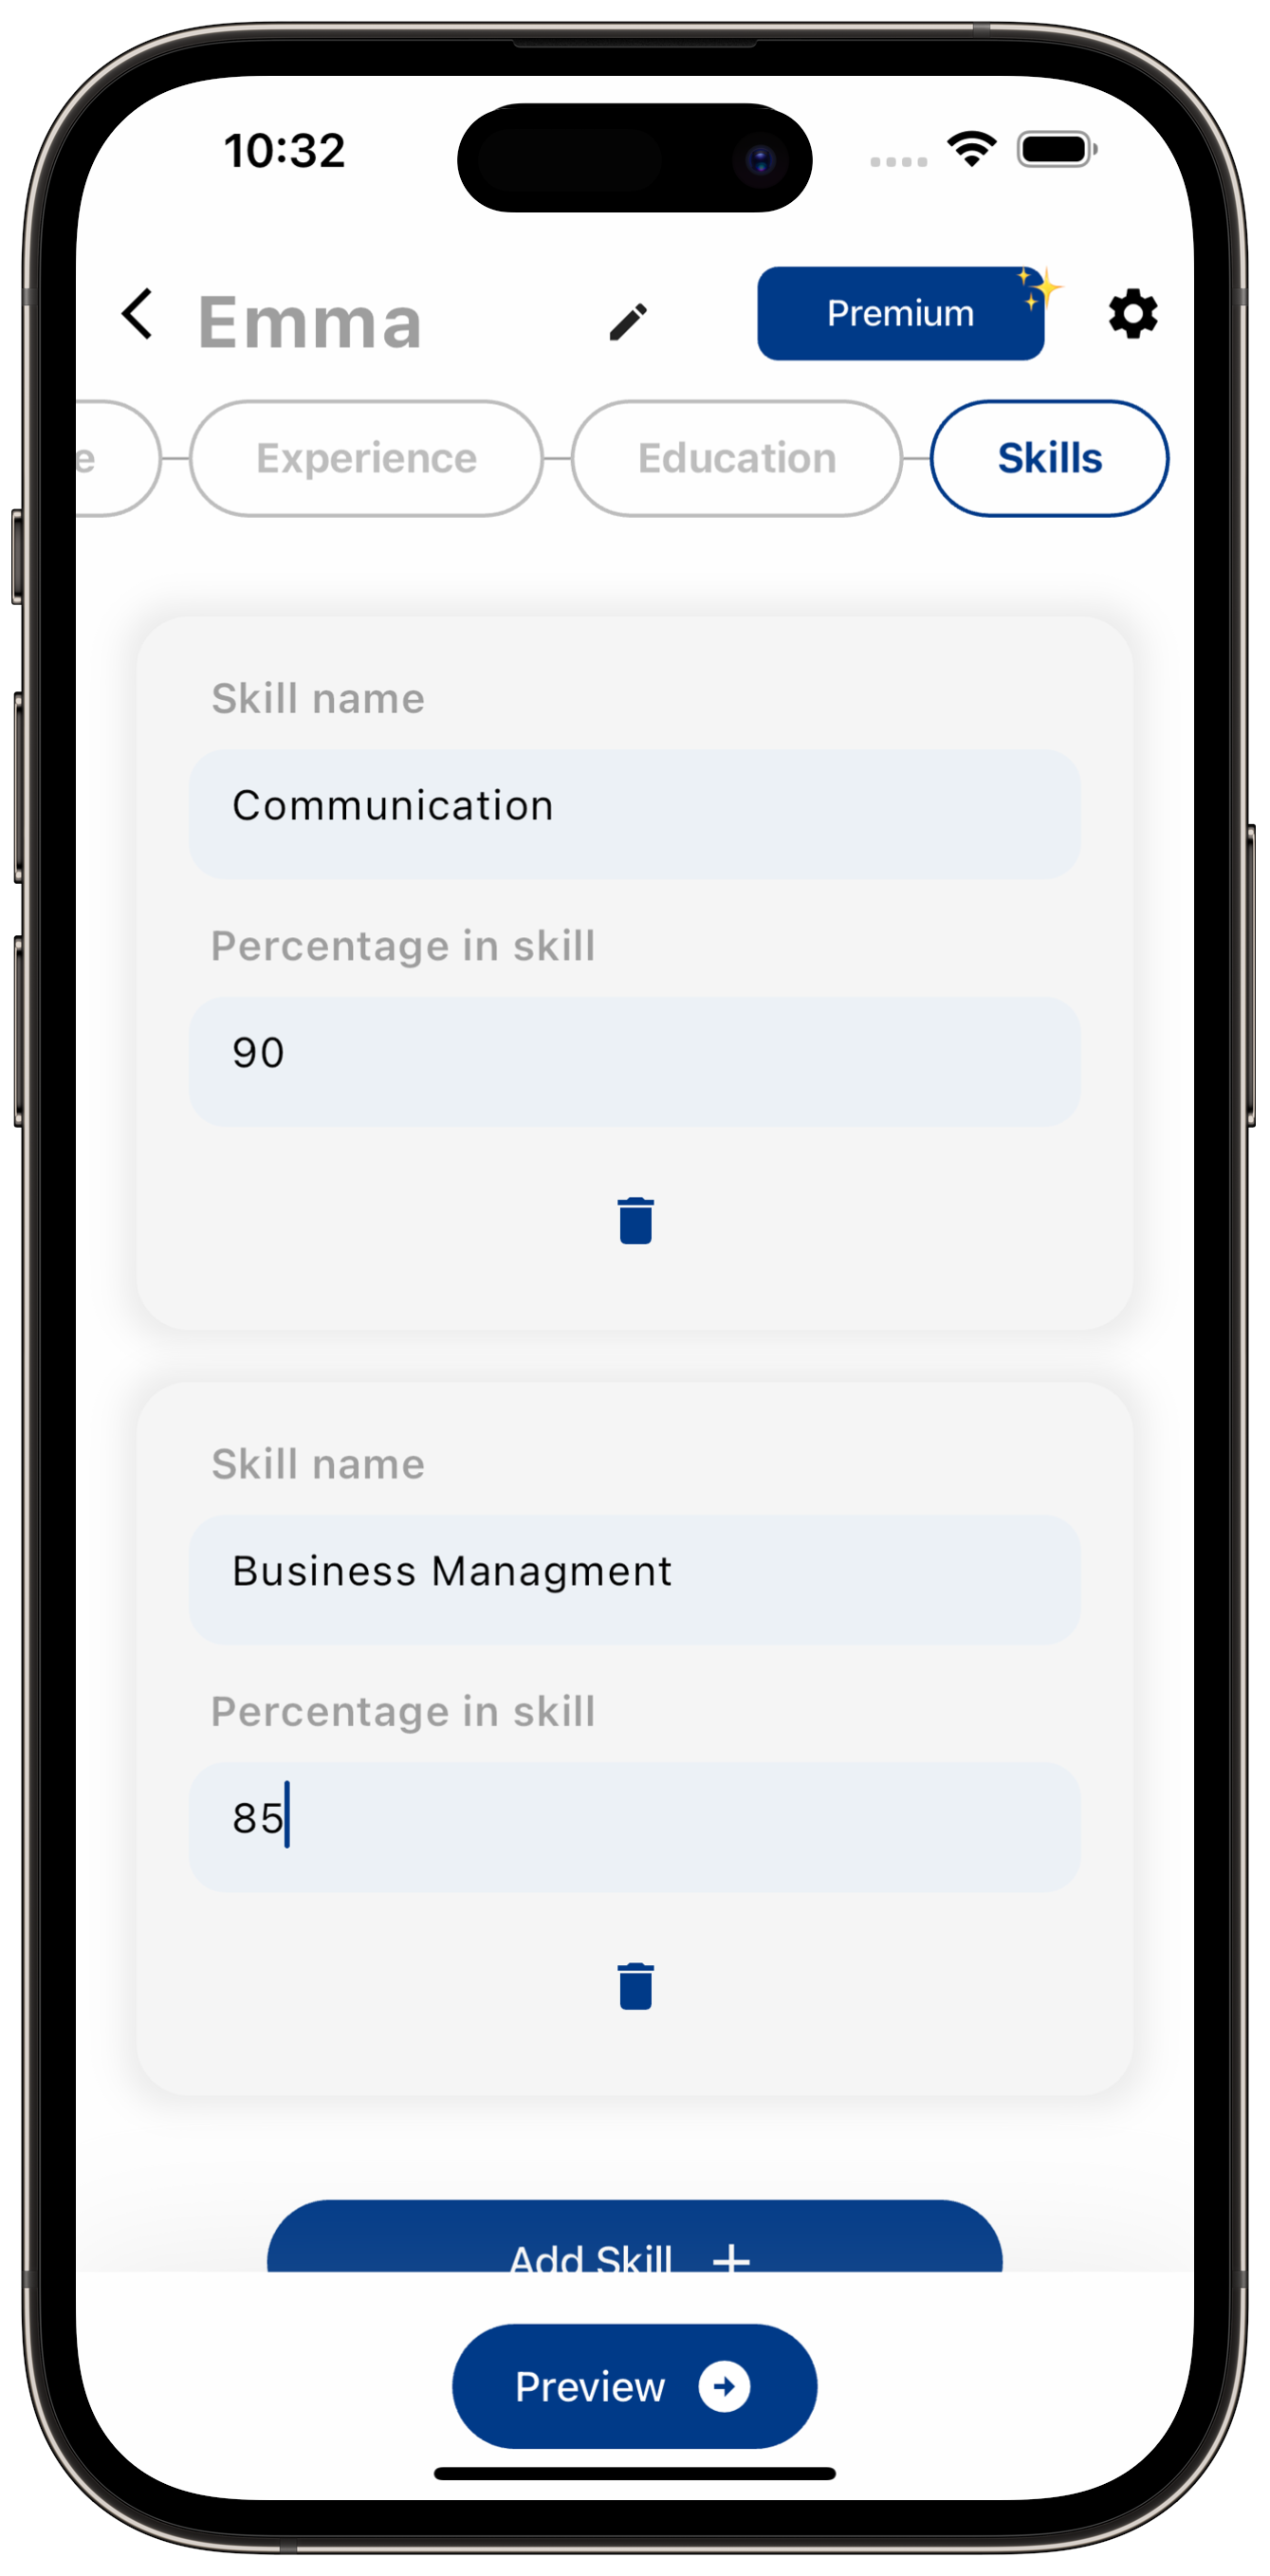 10:32
Emma
Premium
e
Experience
Education
Skills
Skill name
Communication
Percentage in skill
90
Skill name
Business Managment
Percentage in skill
85
Add Skill +
Preview